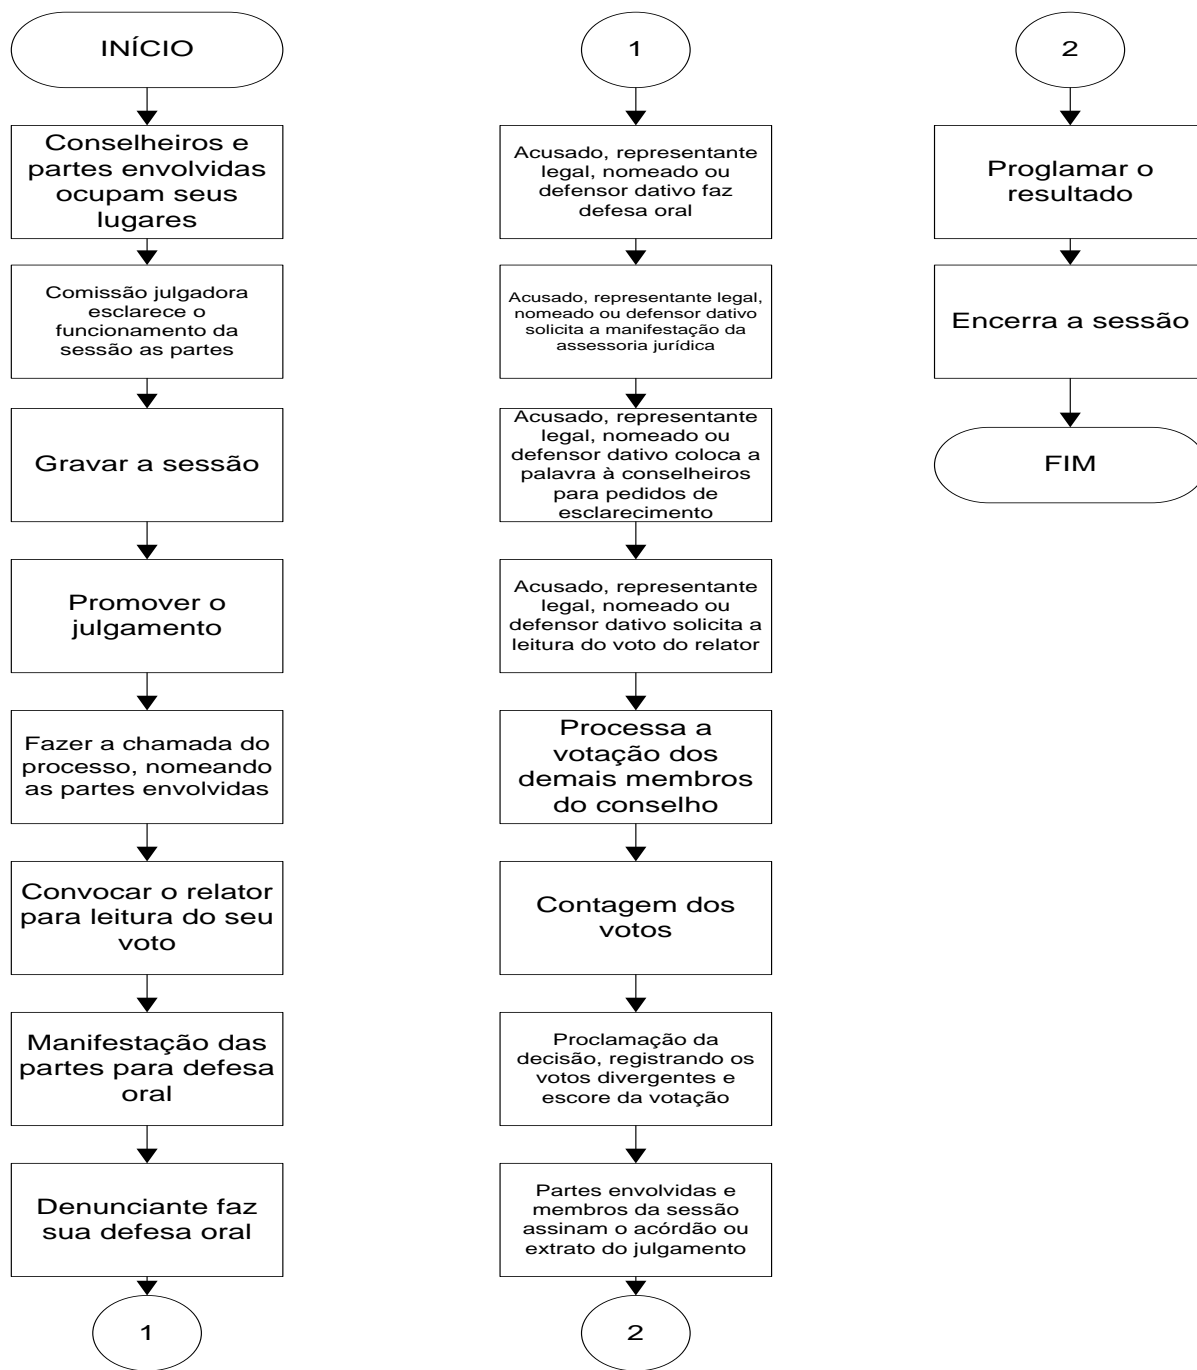 INÍCIO
Conselheiros e
partes envolvidas
ocupam seus
lugares
Comissão julgadora
esclarece o
funcionamento da
sessão as partes
Gravar a sessão
Promover o
julgamento
Fazer a chamada do
processo, nomeando
as partes envolvidas
Convocar o relator
para leitura do seu
voto
Manifestação das
partes para defesa
oral
Denunciante faz
sua defesa oral
1
1
Acusado, representante
legal, nomeado ou
defensor dativo faz
defesa oral
Acusado, representante legal,
nomeado ou defensor dativo
solicita a manifestação da
assessoria jurídica
Acusado, representante
legal, nomeado ou
defensor dativo coloca a
palavra à conselheiros
para pedidos de
esclarecimento
Acusado, representante
legal, nomeado ou
defensor dativo solicita a
leitura do voto do relator
Processa a
votação dos
demais membros
do conselho
Contagem dos
votos
Proclamação da
decisão, registrando os
votos divergentes e
escore da votação
Partes envolvidas e
membros da sessão
assinam o acórdão ou
extrato do julgamento
2
2
Proglamar o
resultado
Encerra a sessão
FIM